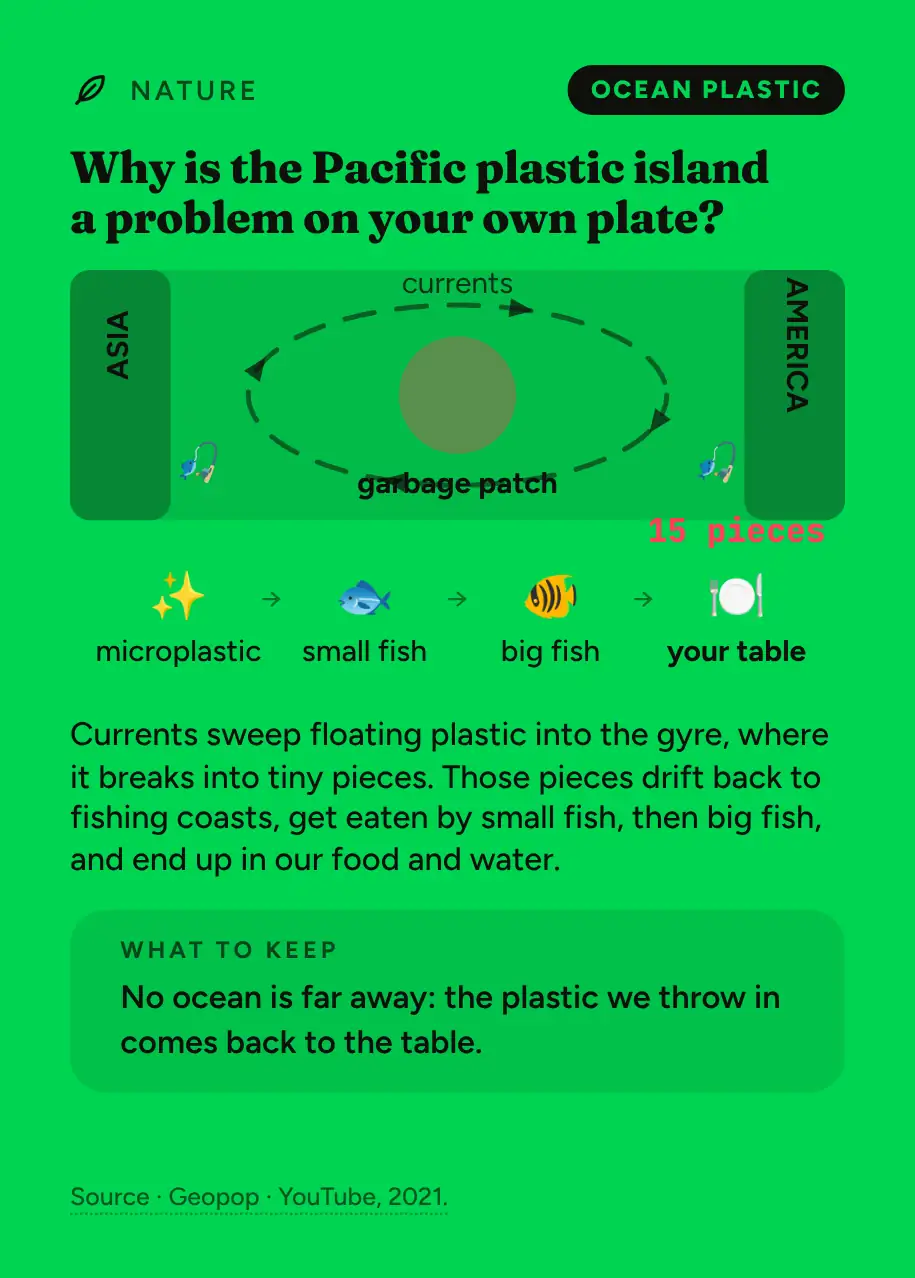 NATURE
OCEAN PLASTIC
Why is the Pacific plastic island
a problem on your own plate?
currents
ASIA
AMERICA
garbage patch
15 pieces
microplastic
small fish
big fish
your table
Currents sweep floating plastic into the gyre, where
it breaks into tiny pieces. Those pieces drift back to
fishing coasts, get eaten by small fish, then big fish,
and end up in our food and water.
WHAT TO KEEP
No ocean is far away: the plastic we throw in
comes back to the table.
Source · Geopop · YouTube, 2021.